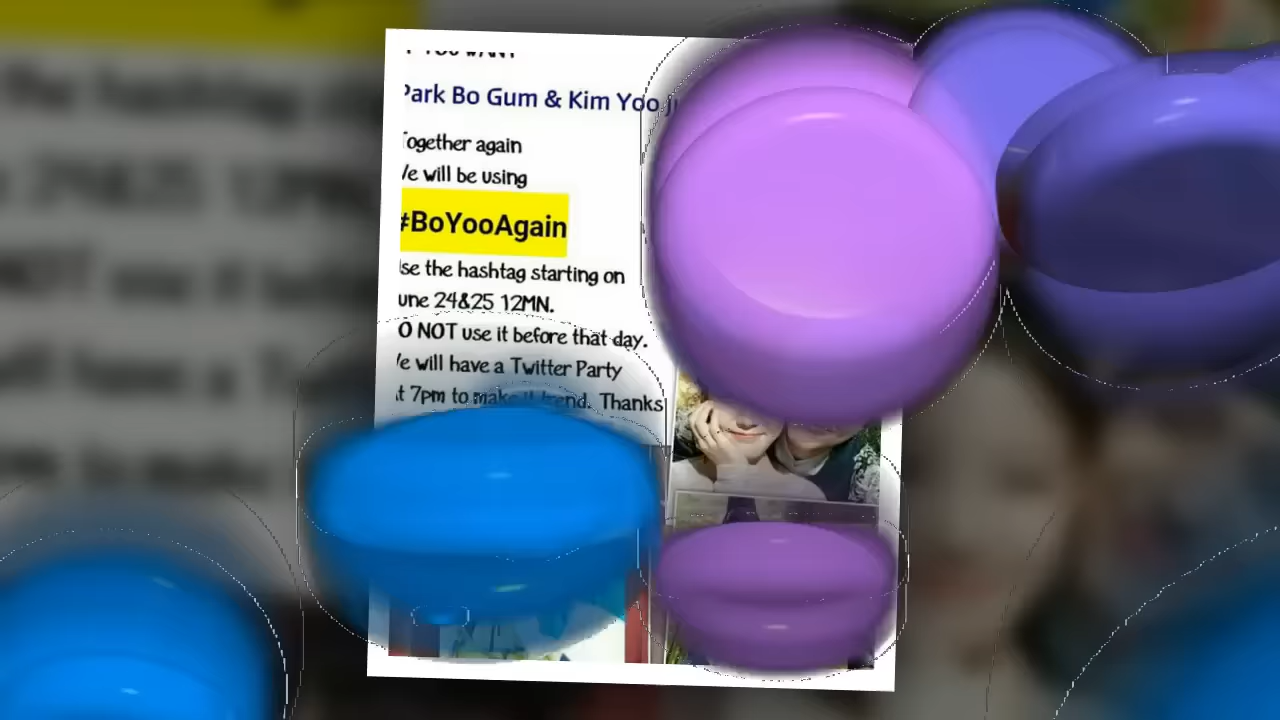 Park Bo Gum & Kim Yoo
ogether again
e will be using
#BoYooAgain
se the hashtag starting on
une 24&25 12MN.
O NOT use it before that day.
e will have a Twitter Party
t 7pm to make it trend. Thanks